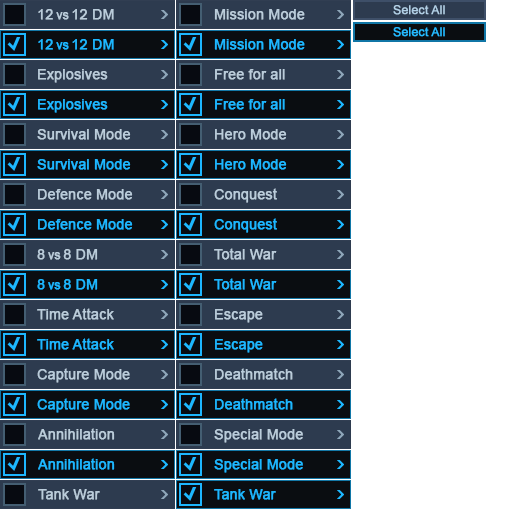 12 vs 12 DM
12 vs 12 DM
Explosives
Explosives
Survival Mode
Survival Mode
Defence Mode
Defence Mode
8 vs 8 DM
8 vs 8 DM
Time Attack
Time Attack
Capture Mode
Capture Mode
Annihilation
Annihilation
Tank War
Mission Mode
Mission Mode
Free for all
Free for all
Hero Mode
Hero Mode
Conquest
Conquest
Total War
Total War
Escape
Escape
Deathmatch
Deathmatch
Special Mode
Special Mode
Tank War
Select All
Select All